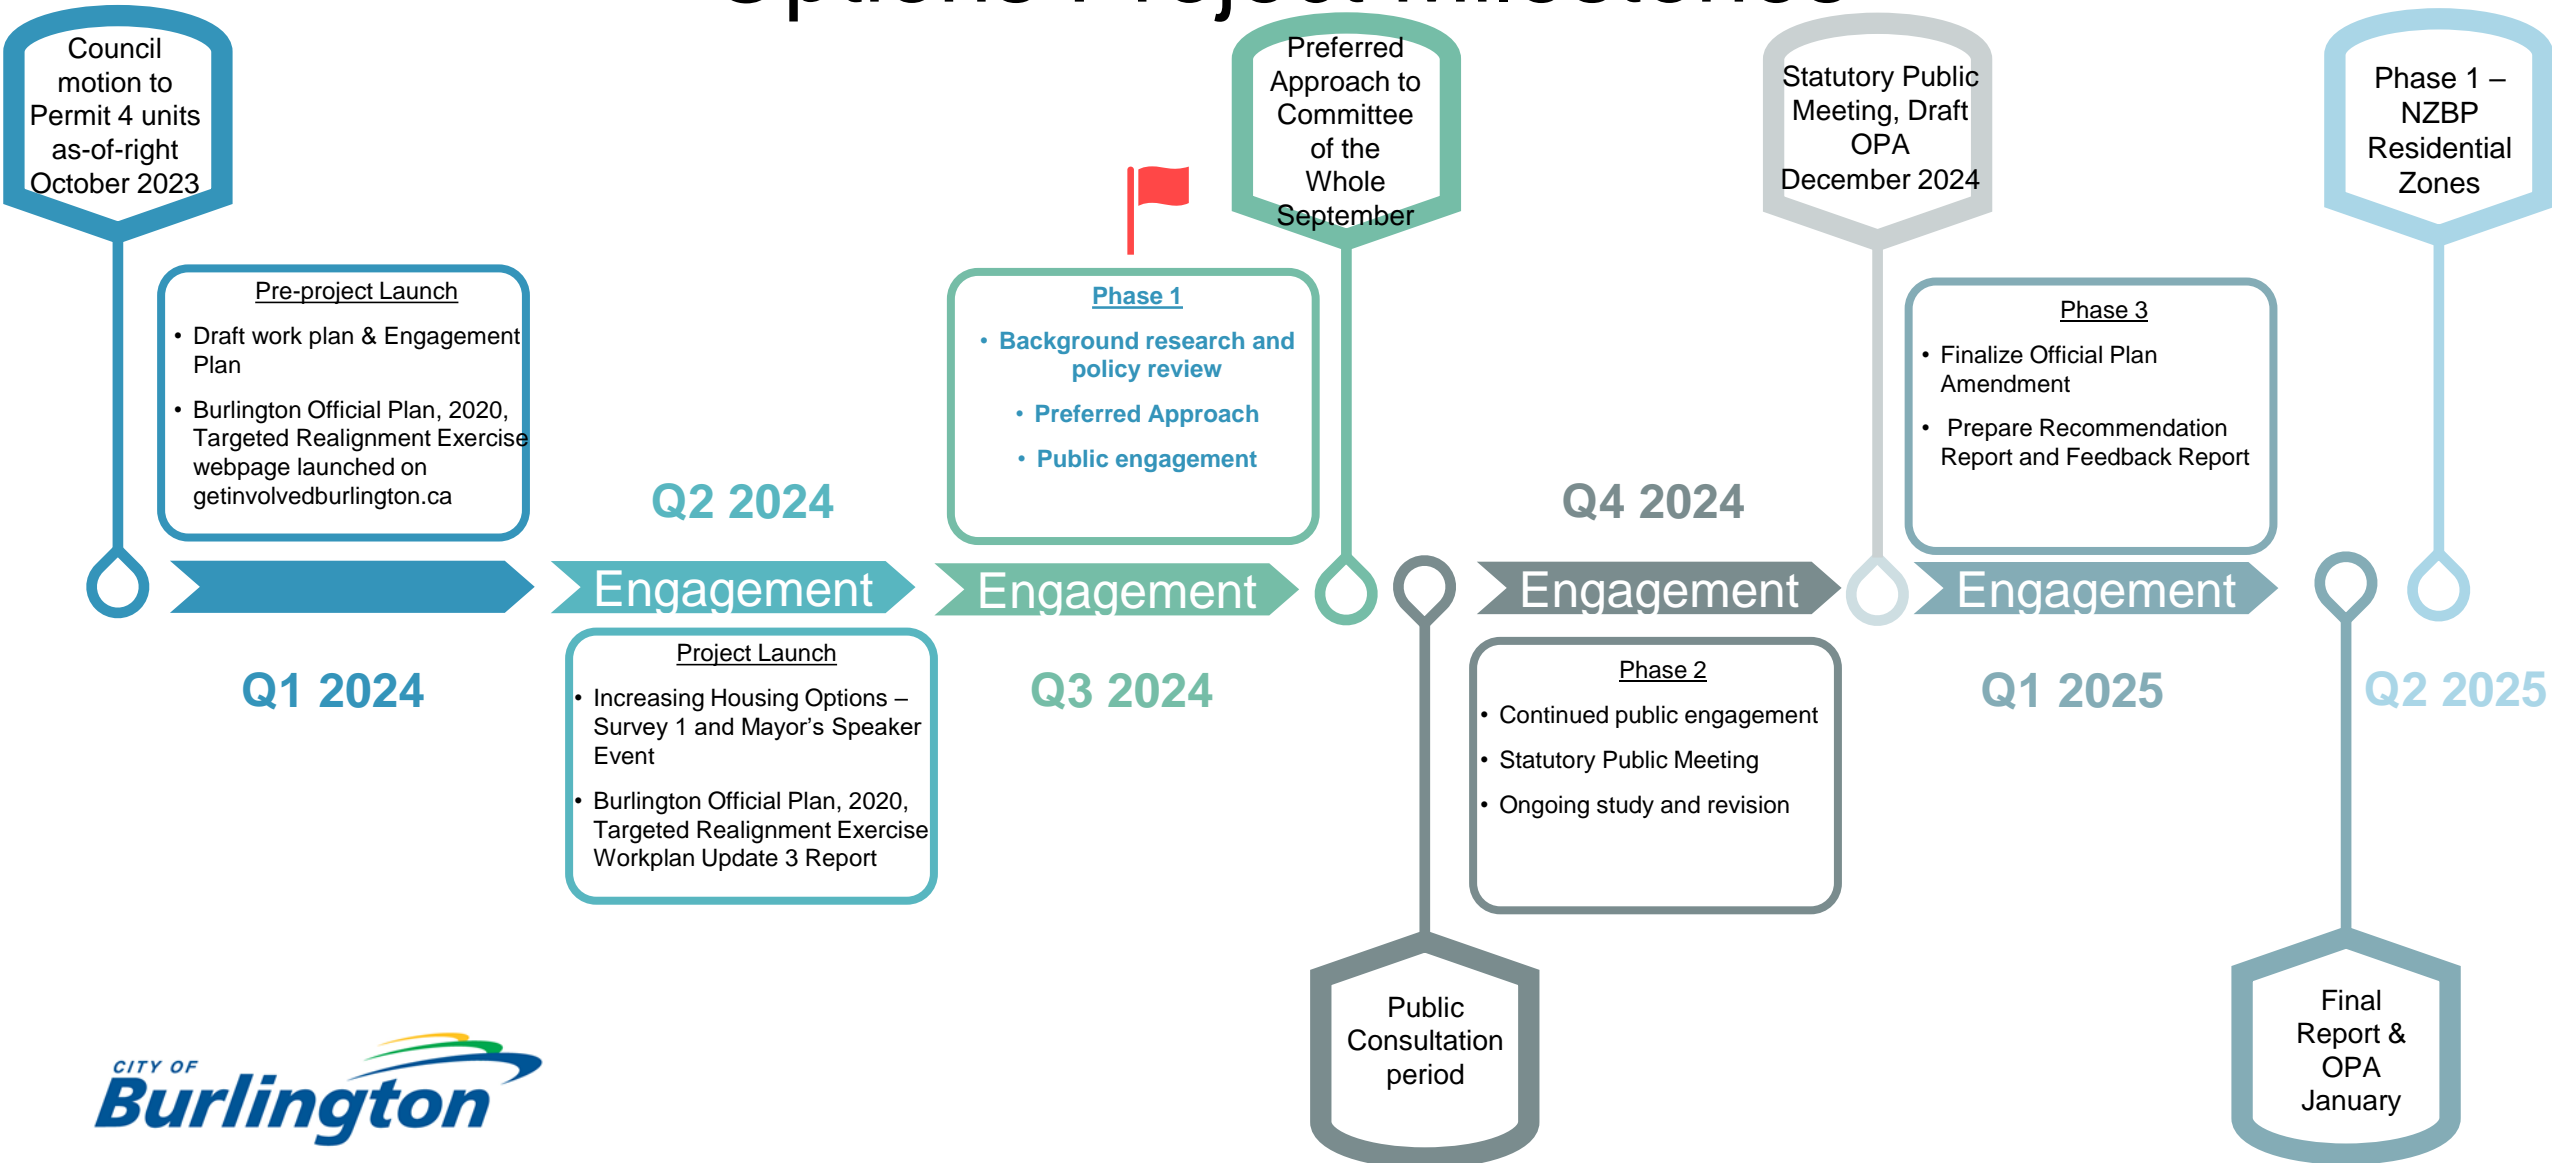 Options Project Milestones
Council
motion to
Permit 4 units
as-of-right
October 2023
Preferred
Approach to
Committee
of the
Whole
September
Statutory Public
Meeting, Draft
OPA
December 2024
Phase 1 –
NZBP
Residential
Zones
Pre-project Launch
• Draft work plan & Engagement
Plan
• Burlington Official Plan, 2020,
Targeted Realignment Exercise
webpage launched on
getinvolvedburlington.ca
Phase 1
• Background research and
policy review
• Preferred Approach
• Public engagement
Phase 3
• Finalize Official Plan
Amendment
• Prepare Recommendation
Report and Feedback Report
Q2 2024
Q4 2024
Engagement
Engagement
Engagement
Engagement
Q1 2024
Project Launch
• Increasing Housing Options –
Survey 1 and Mayor’s Speaker
Event
• Burlington Official Plan, 2020,
Targeted Realignment Exercise
Workplan Update 3 Report
Q3 2024
Phase 2
• Continued public engagement
• Statutory Public Meeting
• Ongoing study and revision
Q1 2025
Q2 2025
Public
Consultation
period
Final
Report &
OPA
January
CITY OF
Burlington